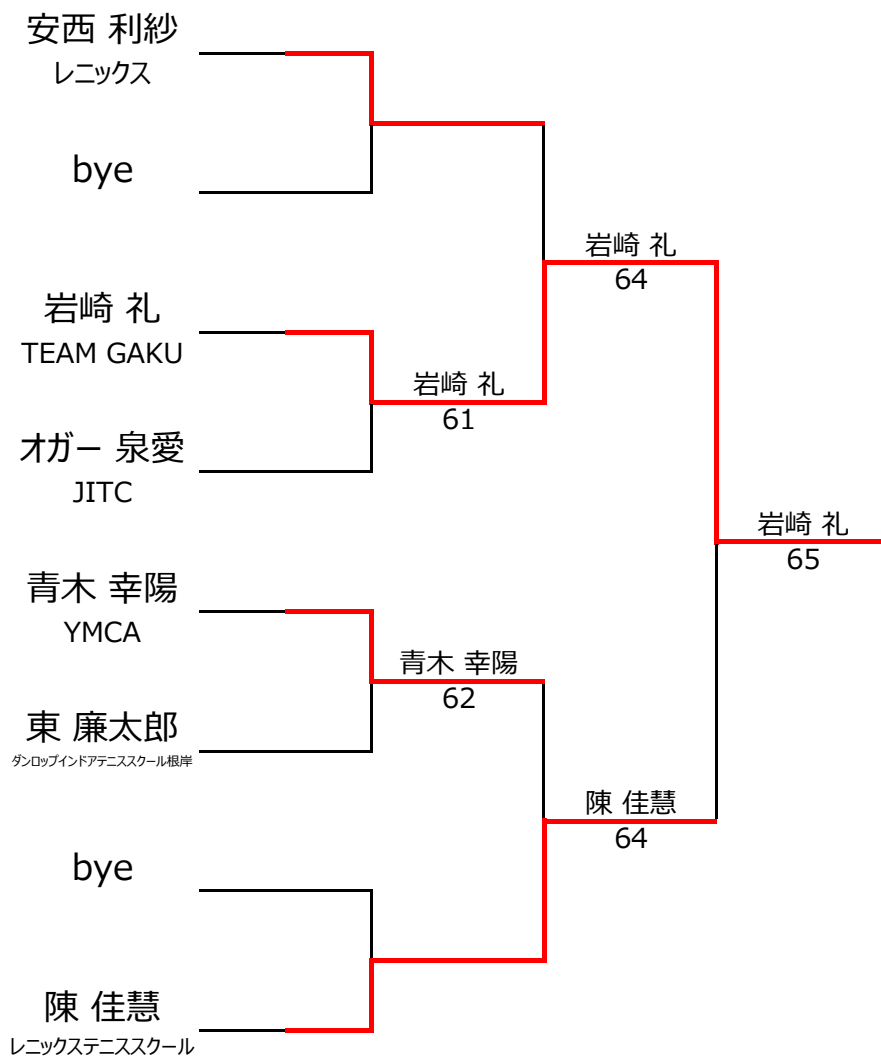 安西 利紗
レニックス
bye
岩崎 礼
64
岩崎 礼
TEAM GAKU
岩崎 礼
61
オガー 泉愛
JITC
岩崎 礼
65
青木 幸陽
YMCA
青木 幸陽
62
東 廉太郎
ダンロップインドアテニススクール根岸
陳 佳慧
64
bye
陳 佳慧
レニックステニススクール